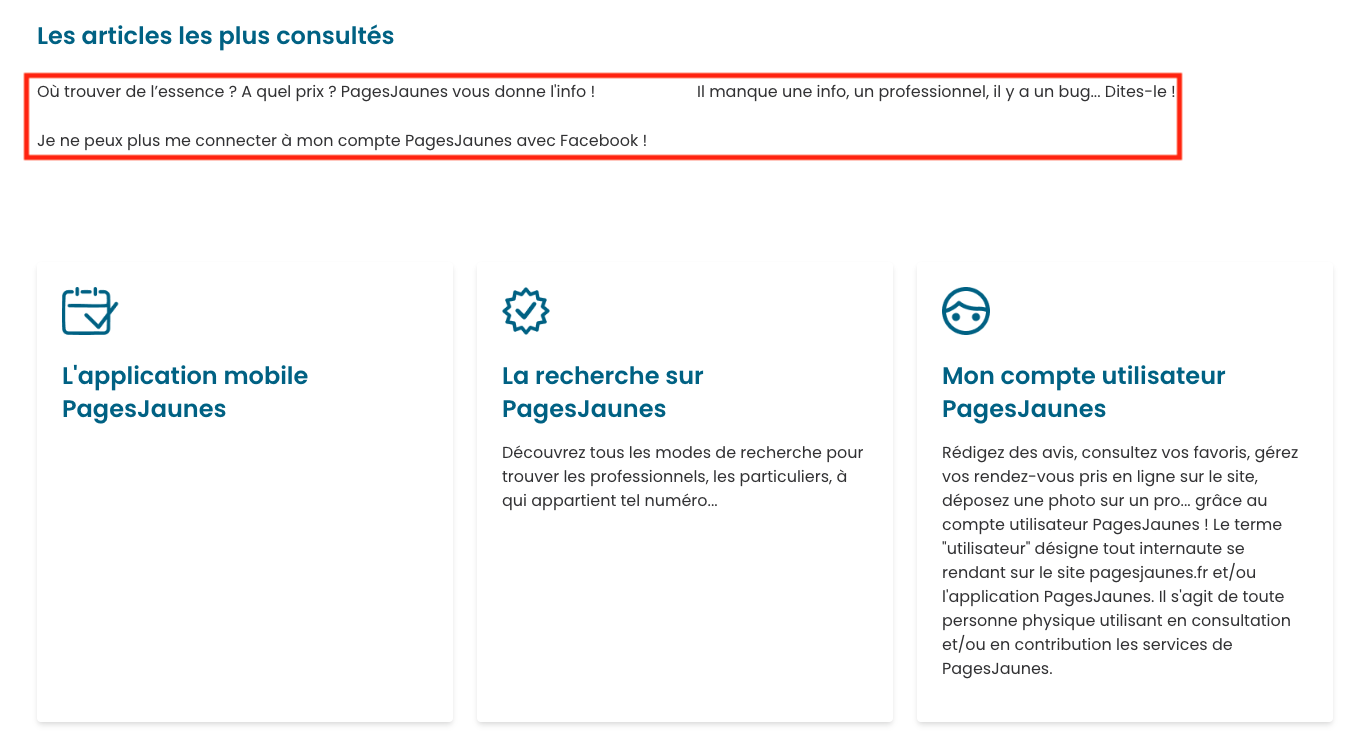 Les articles les plus consultés
Où trouver de l’essence ? A quel prix ? PagesJaunes vous donne l'info !
Il manque une info, un professionnel, il y a un bug... Dites-le !
Je ne peux plus me connecter à mon compte PagesJaunes avec Facebook !
L'application mobile
PagesJaunes
La recherche sur
PagesJaunes
Découvrez tous les modes de recherche pour
trouver les professionnels, les particuliers, à
qui appartient tel numéro...
Mon compte utilisateur
PagesJaunes
Rédigez des avis, consultez vos favoris, gérez
vos rendez-vous pris en ligne sur le site,
déposez une photo sur un pro... grâce au
compte utilisateur PagesJaunes ! Le terme
"utilisateur" désigne tout internaute se
rendant sur le site pagesjaunes.fr et/ou
l'application PagesJaunes. Il s'agit de toute
personne physique utilisant en consultation
et/ou en contribution les services de
PagesJaunes.